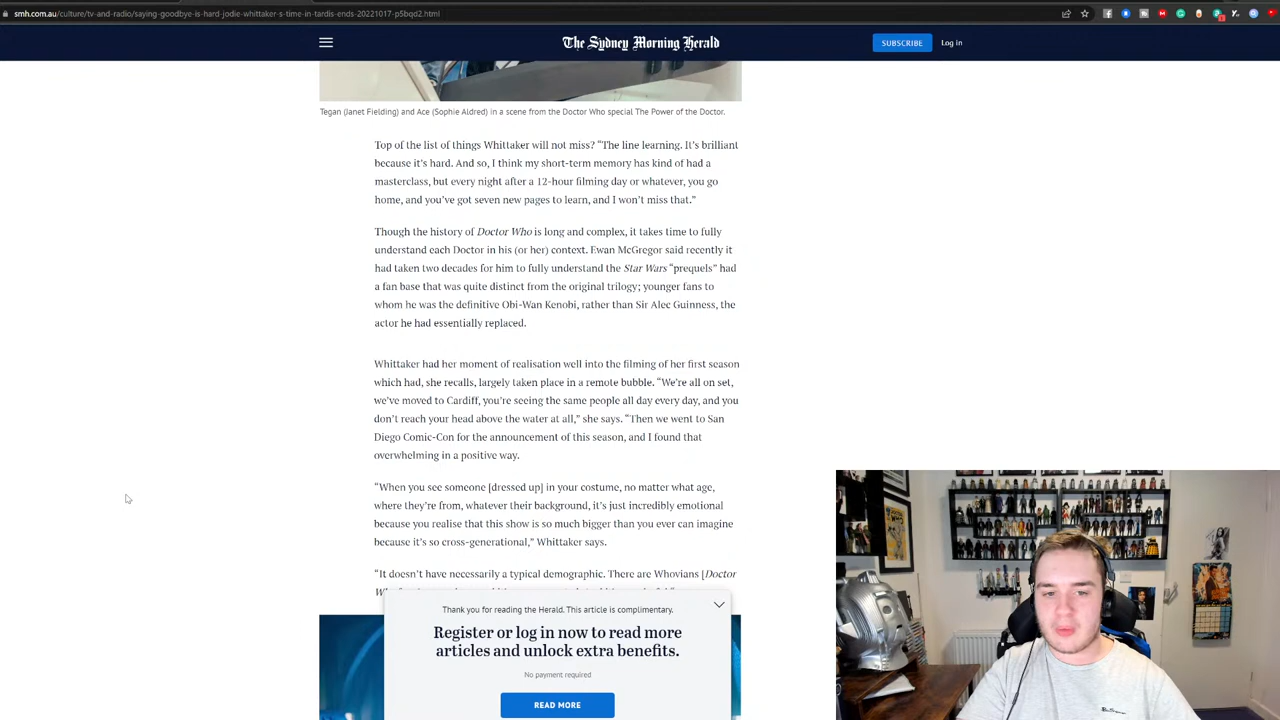 smh.com.au/culture/tv-and-radio/saying-goodbye-is-hard-jodie-whittaker-s-time-in-tardis-ends-20221017-p5bqd2.html
The Sydney Morning Herald
SUBSCRIBE
Log in
Tegan (Janet Fielding) and Ace (Sophie Aldred) in a scene from the Doctor Who special The Power of the Doctor.
Top of the list of things Whittaker will not miss? “The line learning. It’s brilliant
because it’s hard. And so, I think my short-term memory has kind of had a
masterclass, but every night after a 12-hour filming day or whatever, you go
home, and you’ve got seven new pages to learn, and I won’t miss that.”
Though the history of Doctor Who is long and complex, it takes time to fully
understand each Doctor in his (or her) context. Ewan McGregor said recently it
had taken two decades for him to fully understand the Star Wars “prequels” had
a fan base that was quite distinct from the original trilogy; younger fans to
whom he was the definitive Obi-Wan Kenobi, rather than Sir Alec Guinness, the
actor he had essentially replaced.
Whittaker had her moment of realisation well into the filming of her first season
which had, she recalls, largely taken place in a remote bubble. “We’re all on set,
we’ve moved to Cardiff, you’re seeing the same people all day every day, and you
don’t reach your head above the water at all,” she says. “Then we went to San
Diego Comic-Con for the announcement of this season, and I found that
overwhelming in a positive way.
“When you see someone [dressed up] in your costume, no matter what age,
where they’re from, whatever their background, it’s just incredibly emotional
because you realise that this show is so much bigger than you ever can imagine
because it’s so cross-generational,” Whittaker says.
“It doesn’t have necessarily a typical demographic. There are Whovians [Doctor
Thank you for reading the Herald. This article is complimentary.
Register or log in now to read more
articles and unlock extra benefits.
No payment required
READ MORE